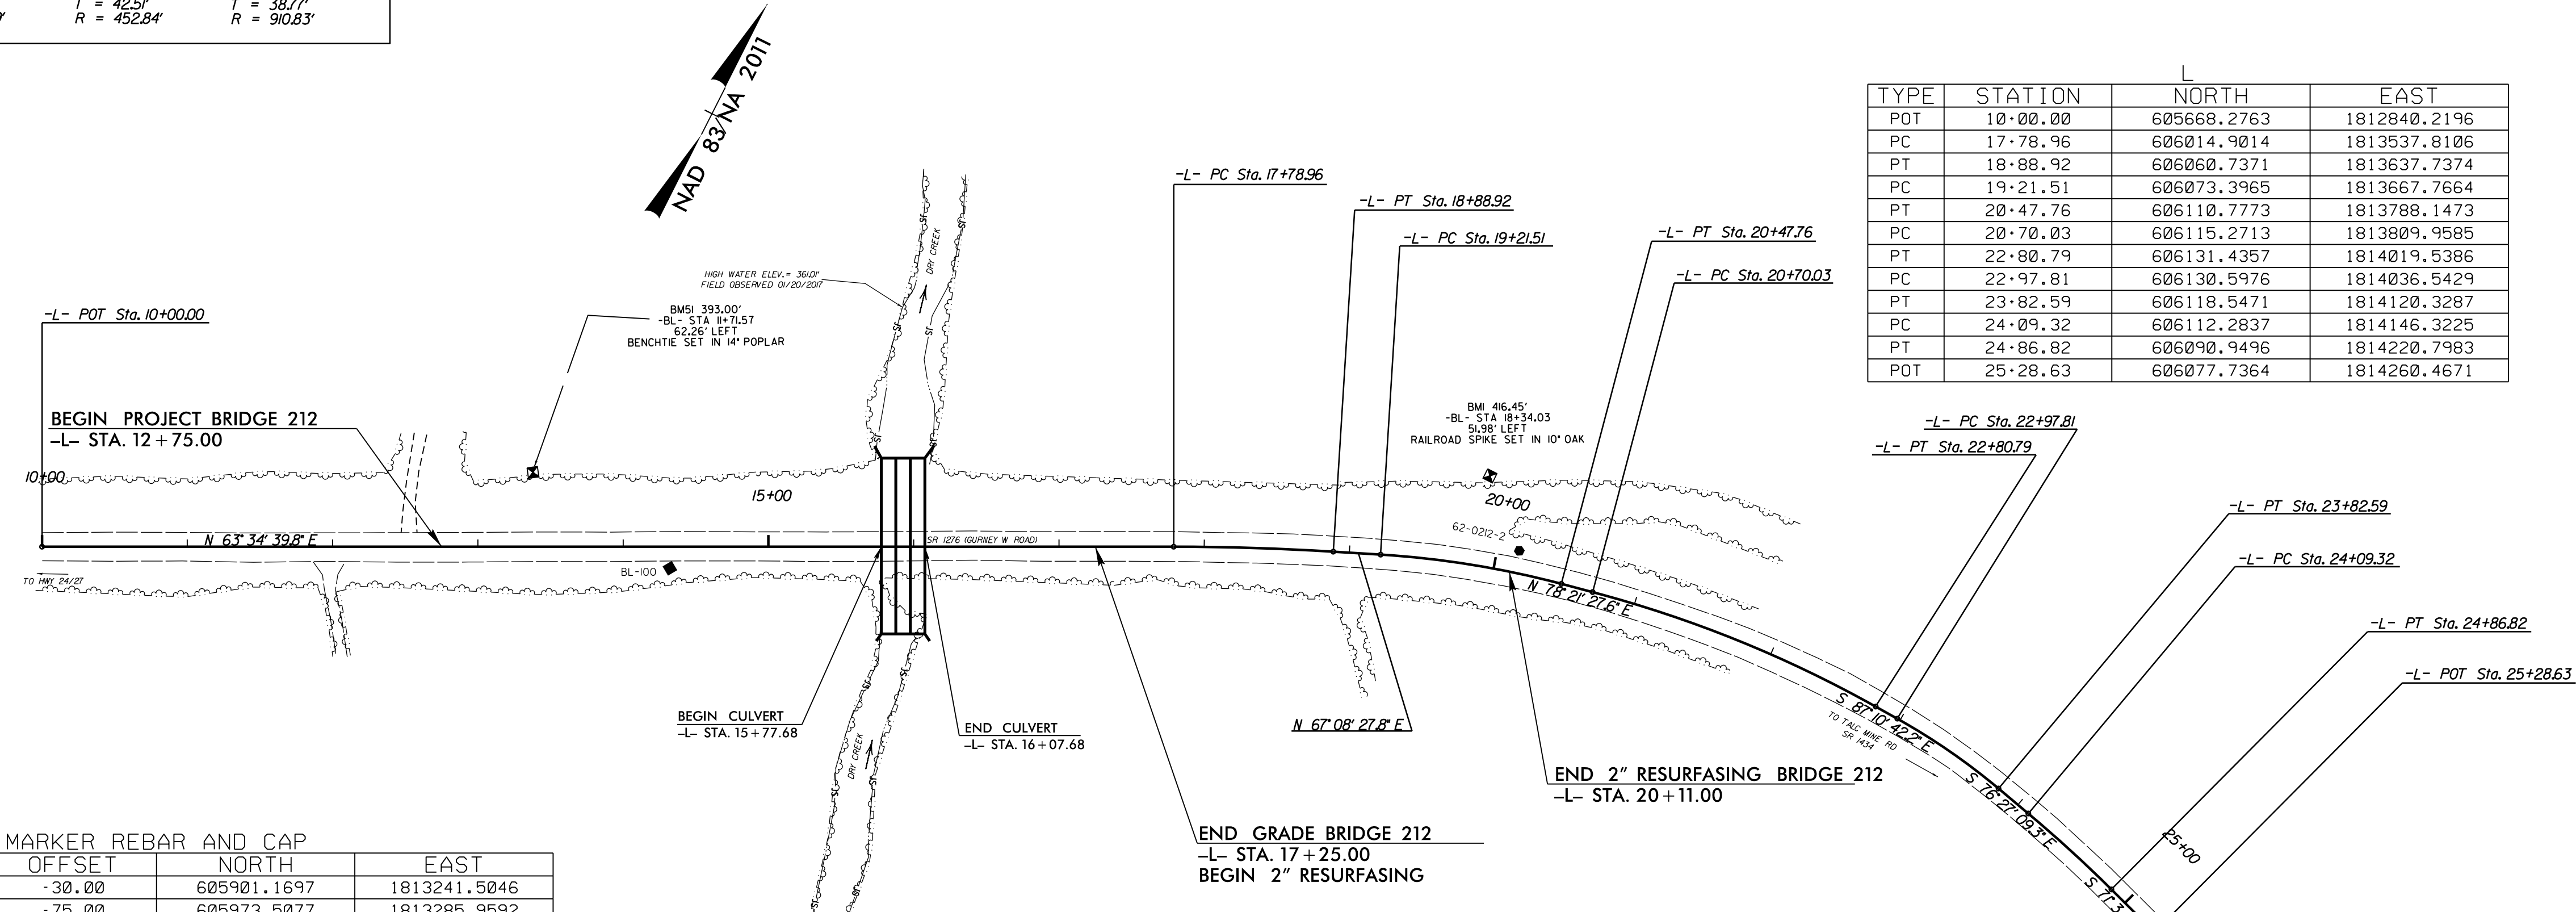 T = 42.51' T = 38.77'
R = 452.84' R = 910.83'
NAD 83/NA 2011
L
TYPE STATION NORTH EAST
POT 10+00.00 605668.2763 1812840.2196
PC 17+78.96 606014.9014 1813537.8106
PT 18+88.92 606060.7371 1813637.7374
PC 19+21.51 606073.3965 1813667.7664
PT 20+47.76 606110.7773 1813788.1473
PC 20+70.03 606115.2713 1813809.9585
PT 22+80.79 606131.4357 1814019.5386
PC 22+97.81 606130.5976 1814036.5429
PT 23+82.59 606118.5471 1814120.3287
PC 24+09.32 606112.2837 1814146.3225
PT 24+86.82 606090.9496 1814220.7983
POT 25+28.63 606077.7364 1814260.4671
-L- PC Sta. 17+78.96
-L- PT Sta. 18+88.92
-L- PC Sta. 19+21.51
-L- PT Sta. 20+47.76
-L- PC Sta. 20+70.03
DRY CREEK
HIGH WATER ELEV.= 361.01'
FIELD OBSERVED 01/20/2017
BM51 393.00'
-BL- STA 11+71.57
62.26' LEFT
BENCHTIE SET IN 14" POPLAR
-L- POT Sta. 10+00.00
BEGIN PROJECT BRIDGE 212
-L- STA. 12+75.00
BM1 416.45'
-BL- STA 18+34.03
51.98' LEFT
RAILROAD SPIKE SET IN 10" OAK
-L- PC Sta. 22+97.81
-L- PT Sta. 22+80.79
10+00
15+00
20+00
-L- PT Sta. 23+82.59
62-0212-2
N 63° 34' 39.8" E
SR 1276 (GURNEY W ROAD)
-L- PC Sta. 24+09.32
BL-100
TO HWY 24/27
N 78° 21' 27.6" E
-L- PT Sta. 24+86.82
-L- POT Sta. 25+28.63
BEGIN CULVERT
-L- STA. 15+77.68
END CULVERT
-L- STA. 16+07.68
N 67° 08' 27.8" E
S 87° 10' 42.2" E
TO TALC MINE RD
SR 1434
DRY CREEK
END 2" RESURFASING BRIDGE 212
-L- STA. 20+11.00
S 76° 27' 09.3" E
25+00
END GRADE BRIDGE 212
-L- STA. 17+25.00
BEGIN 2" RESURFASING
S 71° 3
MARKER REBAR AND CAP
OFFSET NORTH EAST
-30.00 605901.1697 1813241.5046
-75.00 605973.5077 1813285.9592